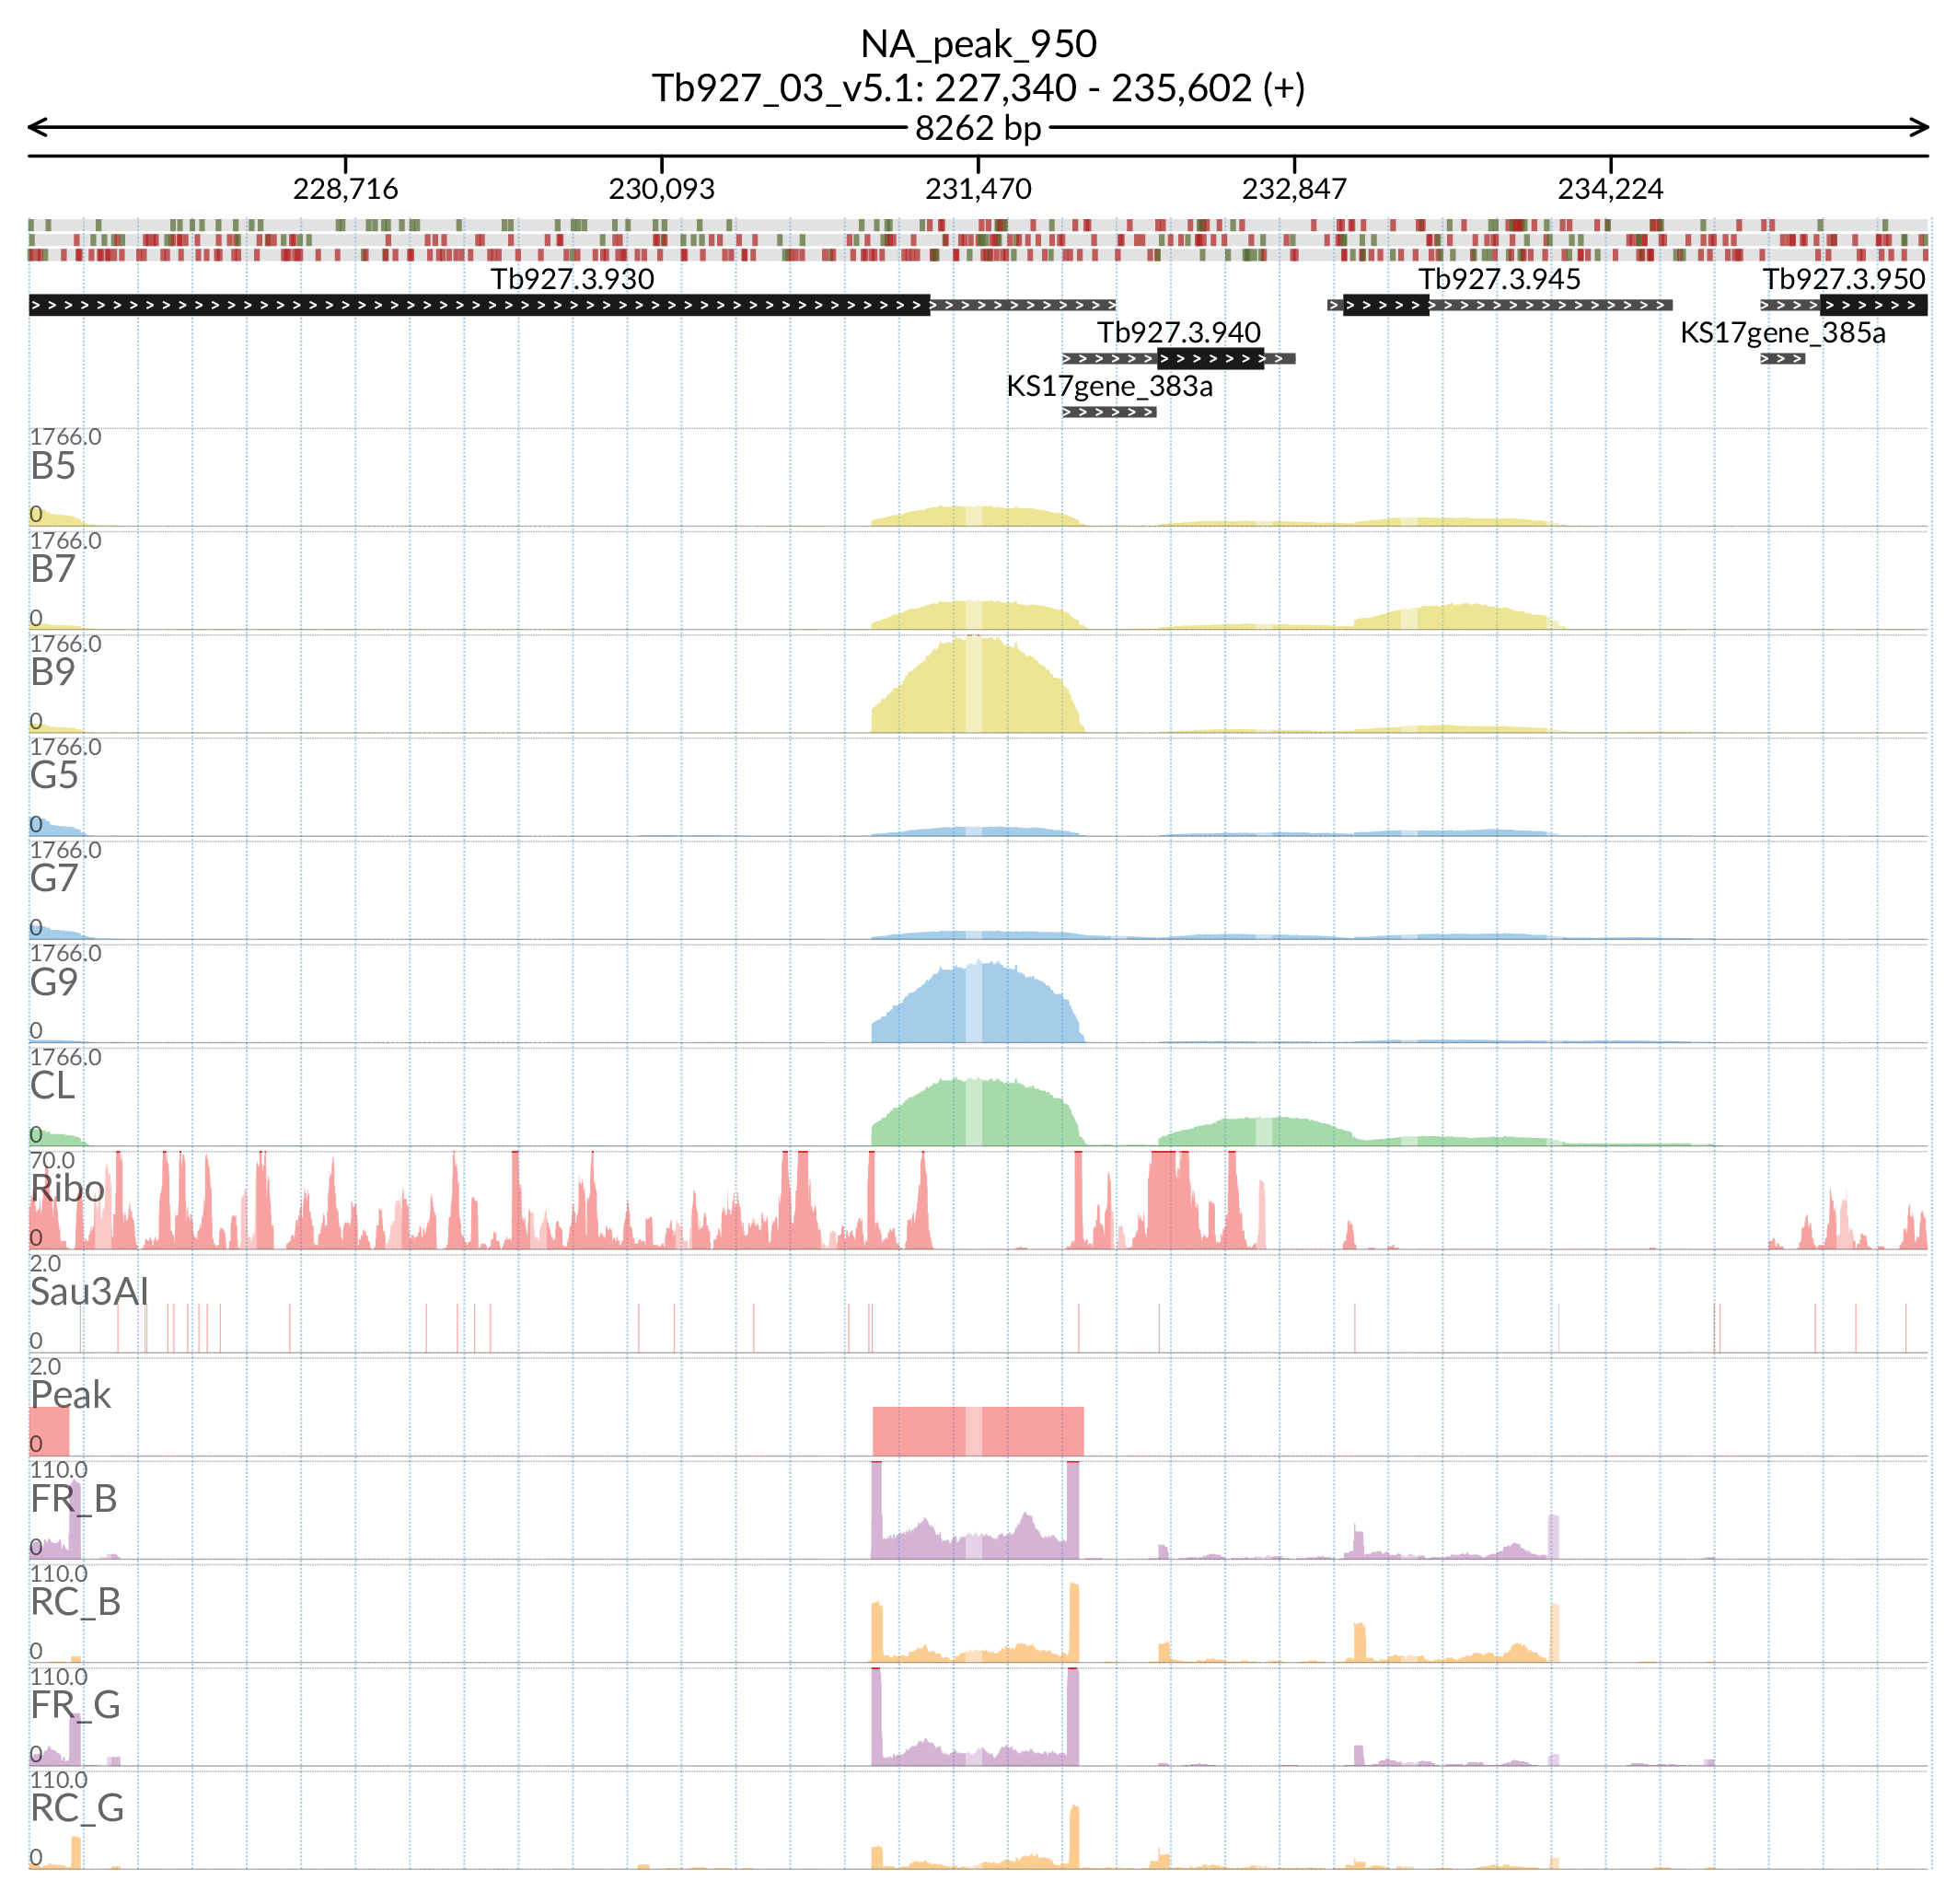 NA_peak_950
Tb927_03_v5.1: 227,340 - 235,602 (+)
8262 bp
228,716 230,093 231,470 232,847 234,224
Tb927.3.930 Tb927.3.945 Tb927.3.950
Tb927.3.940 KS17gene_385a
KS17gene_383a
1766.0
B5
0
1766.0
B7
0
1766.0
B9
0
1766.0
G5
0
1766.0
G7
0
1766.0
G9
0
1766.0
CL
0
70.0
Ribo
0
2.0
Sau3AI
0
2.0
Peak
0
110.0
FR_B
0
110.0
RC_B
0
110.0
FR_G
0
110.0
RC_G
0